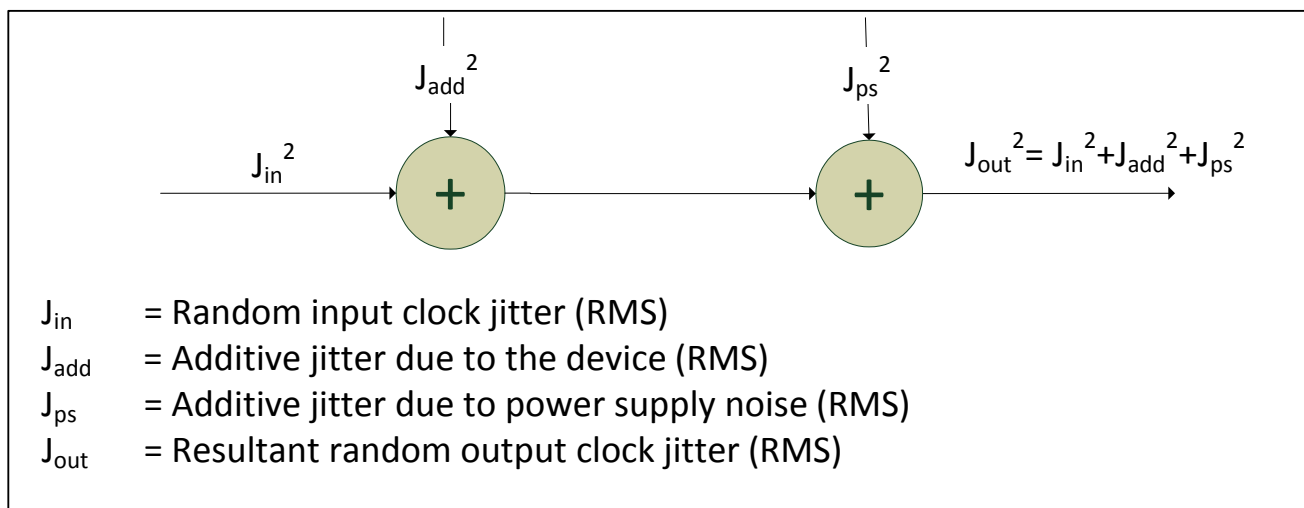 J_add^2
J_ps^2
J_in^2
J_out^2= J_in^2+J_add^2+J_ps^2
+
+
J_in = Random input clock jitter (RMS)
J_add = Additive jitter due to the device (RMS)
J_ps = Additive jitter due to power supply noise (RMS)
J_out = Resultant random output clock jitter (RMS)